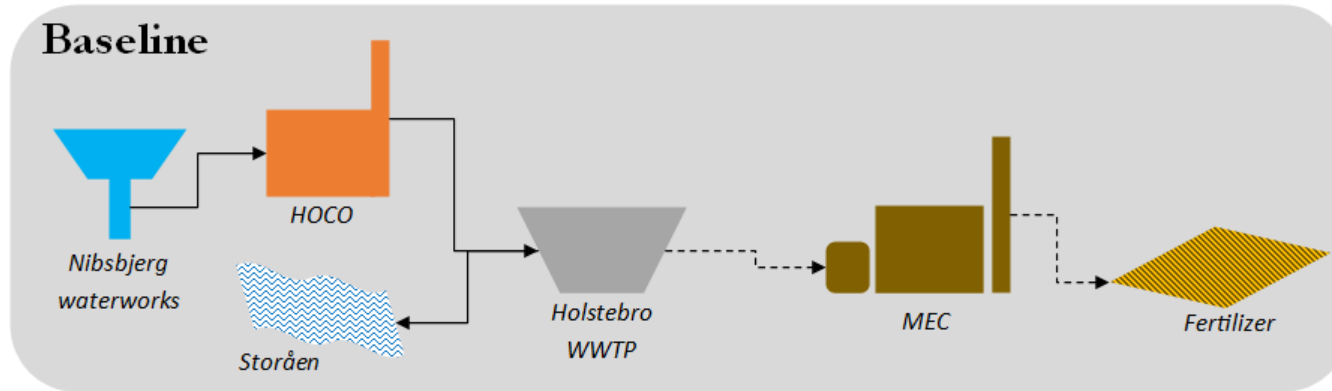 Baseline
Nibsbjerg
waterworks
HOCO
Storåen
Holstebro
WWTP
MEC
Fertilizer